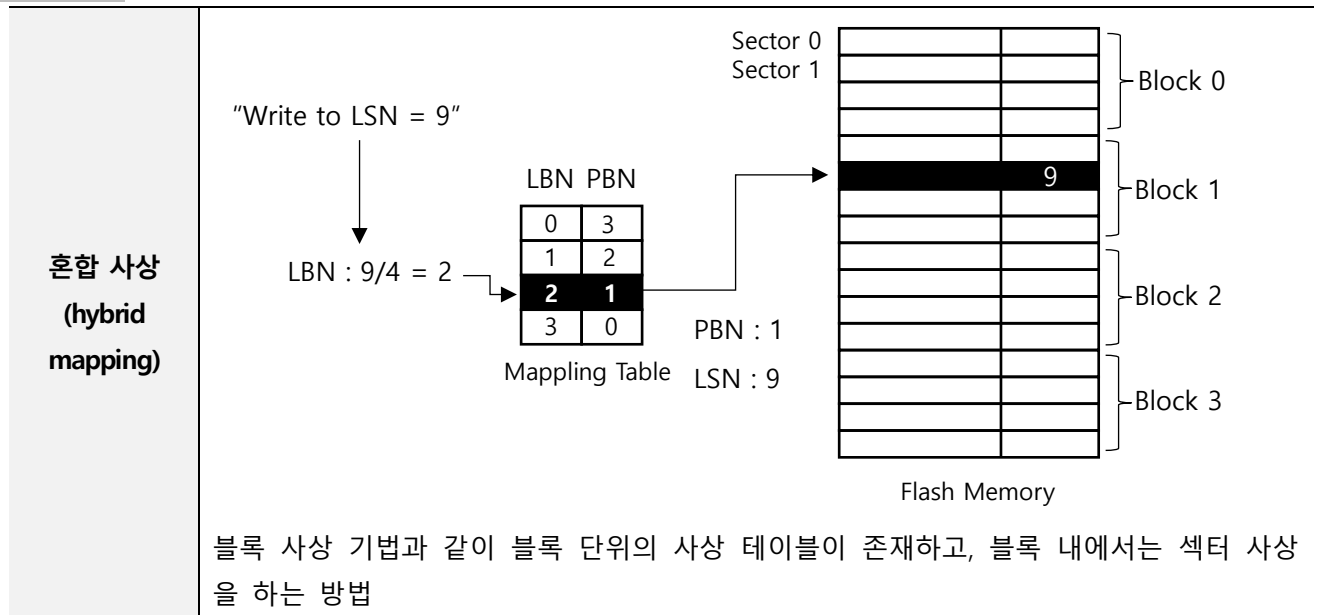 혼합 사상
(hybrid
mapping)
"Write to LSN = 9"
LBN : 9/4 = 2
LBN PBN
0 3
1 2
2 1
3 0
Mappling Table
PBN : 1
LSN : 9
Sector 0
Sector 1
9
Block 0
Block 1
Block 2
Block 3
Flash Memory
블록 사상 기법과 같이 블록 단위의 사상 테이블이 존재하고, 블록 내에서는 섹터 사상
을 하는 방법